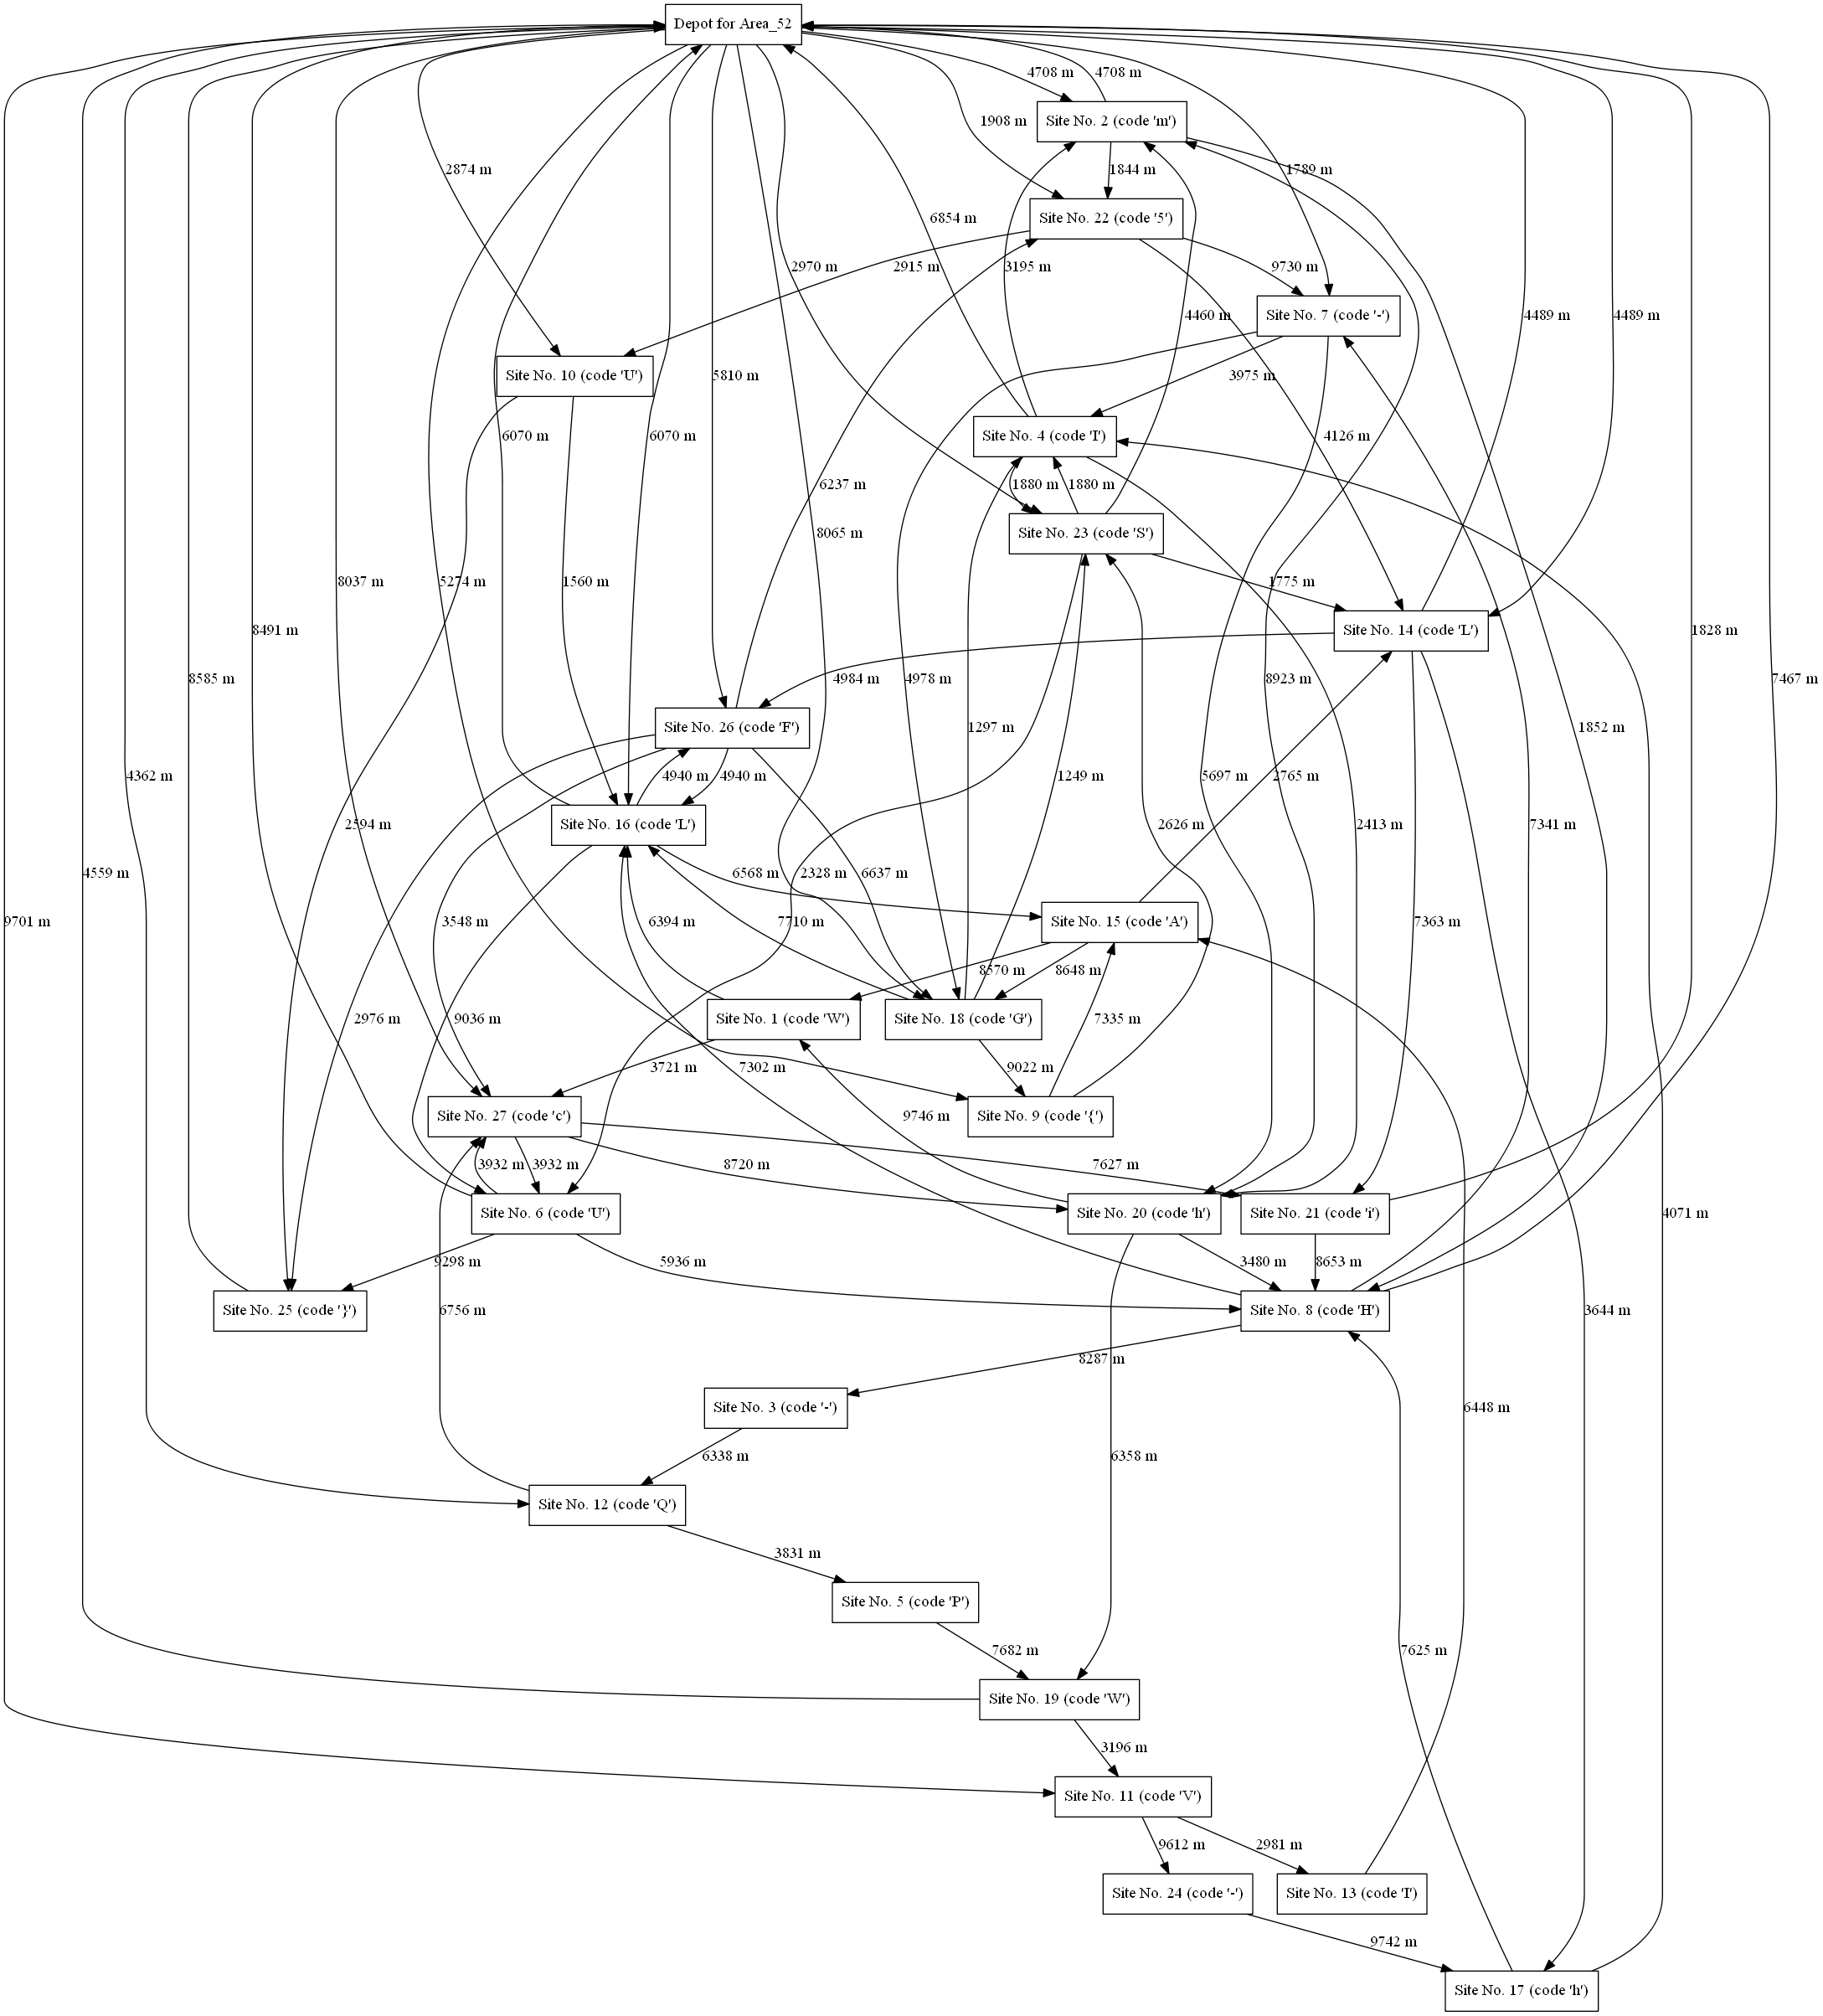 Depot for Area_52
4708 m
4708 m
Site No. 2 (code 'm')
1908 m
2874 m
1844 m
1789 m
Site No. 22 (code '5')
6854 m
2970 m
3195 m
2915 m
9730 m
4460 m
4489 m
4489 m
Site No. 7 (code '-')
Site No. 10 (code 'U')
5810 m
3975 m
6070 m
6070 m
Site No. 4 (code 'I')
4126 m
6237 m
1880 m
1880 m
8065 m
Site No. 23 (code 'S')
8037 m
5274 m
1560 m
1775 m
8491 m
Site No. 14 (code 'L')
1828 m
8585 m
4984 m
4978 m
8923 m
7467 m
Site No. 26 (code 'F')
1297 m
1852 m
4362 m
4940 m
4940 m
1249 m
5697 m
2765 m
2594 m
Site No. 16 (code 'L')
2626 m
2413 m
7341 m
4559 m
6568 m
2328 m
6637 m
9701 m
3548 m
6394 m
7710 m
Site No. 15 (code 'A')
7363 m
8570 m
8648 m
2976 m
9036 m
Site No. 1 (code 'W')
Site No. 18 (code 'G')
7335 m
3721 m
7302 m
9022 m
Site No. 27 (code 'c')
9746 m
Site No. 9 (code '{')
3932 m
3932 m
8720 m
7627 m
Site No. 6 (code 'U')
Site No. 20 (code 'h')
Site No. 21 (code 'i')
4071 m
9298 m
5936 m
3480 m
8653 m
Site No. 25 (code '}')
6756 m
Site No. 8 (code 'H')
3644 m
8287 m
Site No. 3 (code '-')
6448 m
6338 m
6358 m
Site No. 12 (code 'Q')
3831 m
Site No. 5 (code 'P')
7682 m
7625 m
Site No. 19 (code 'W')
3196 m
Site No. 11 (code 'V')
9612 m
2981 m
Site No. 24 (code '-')
Site No. 13 (code 'I')
9742 m
Site No. 17 (code 'h')